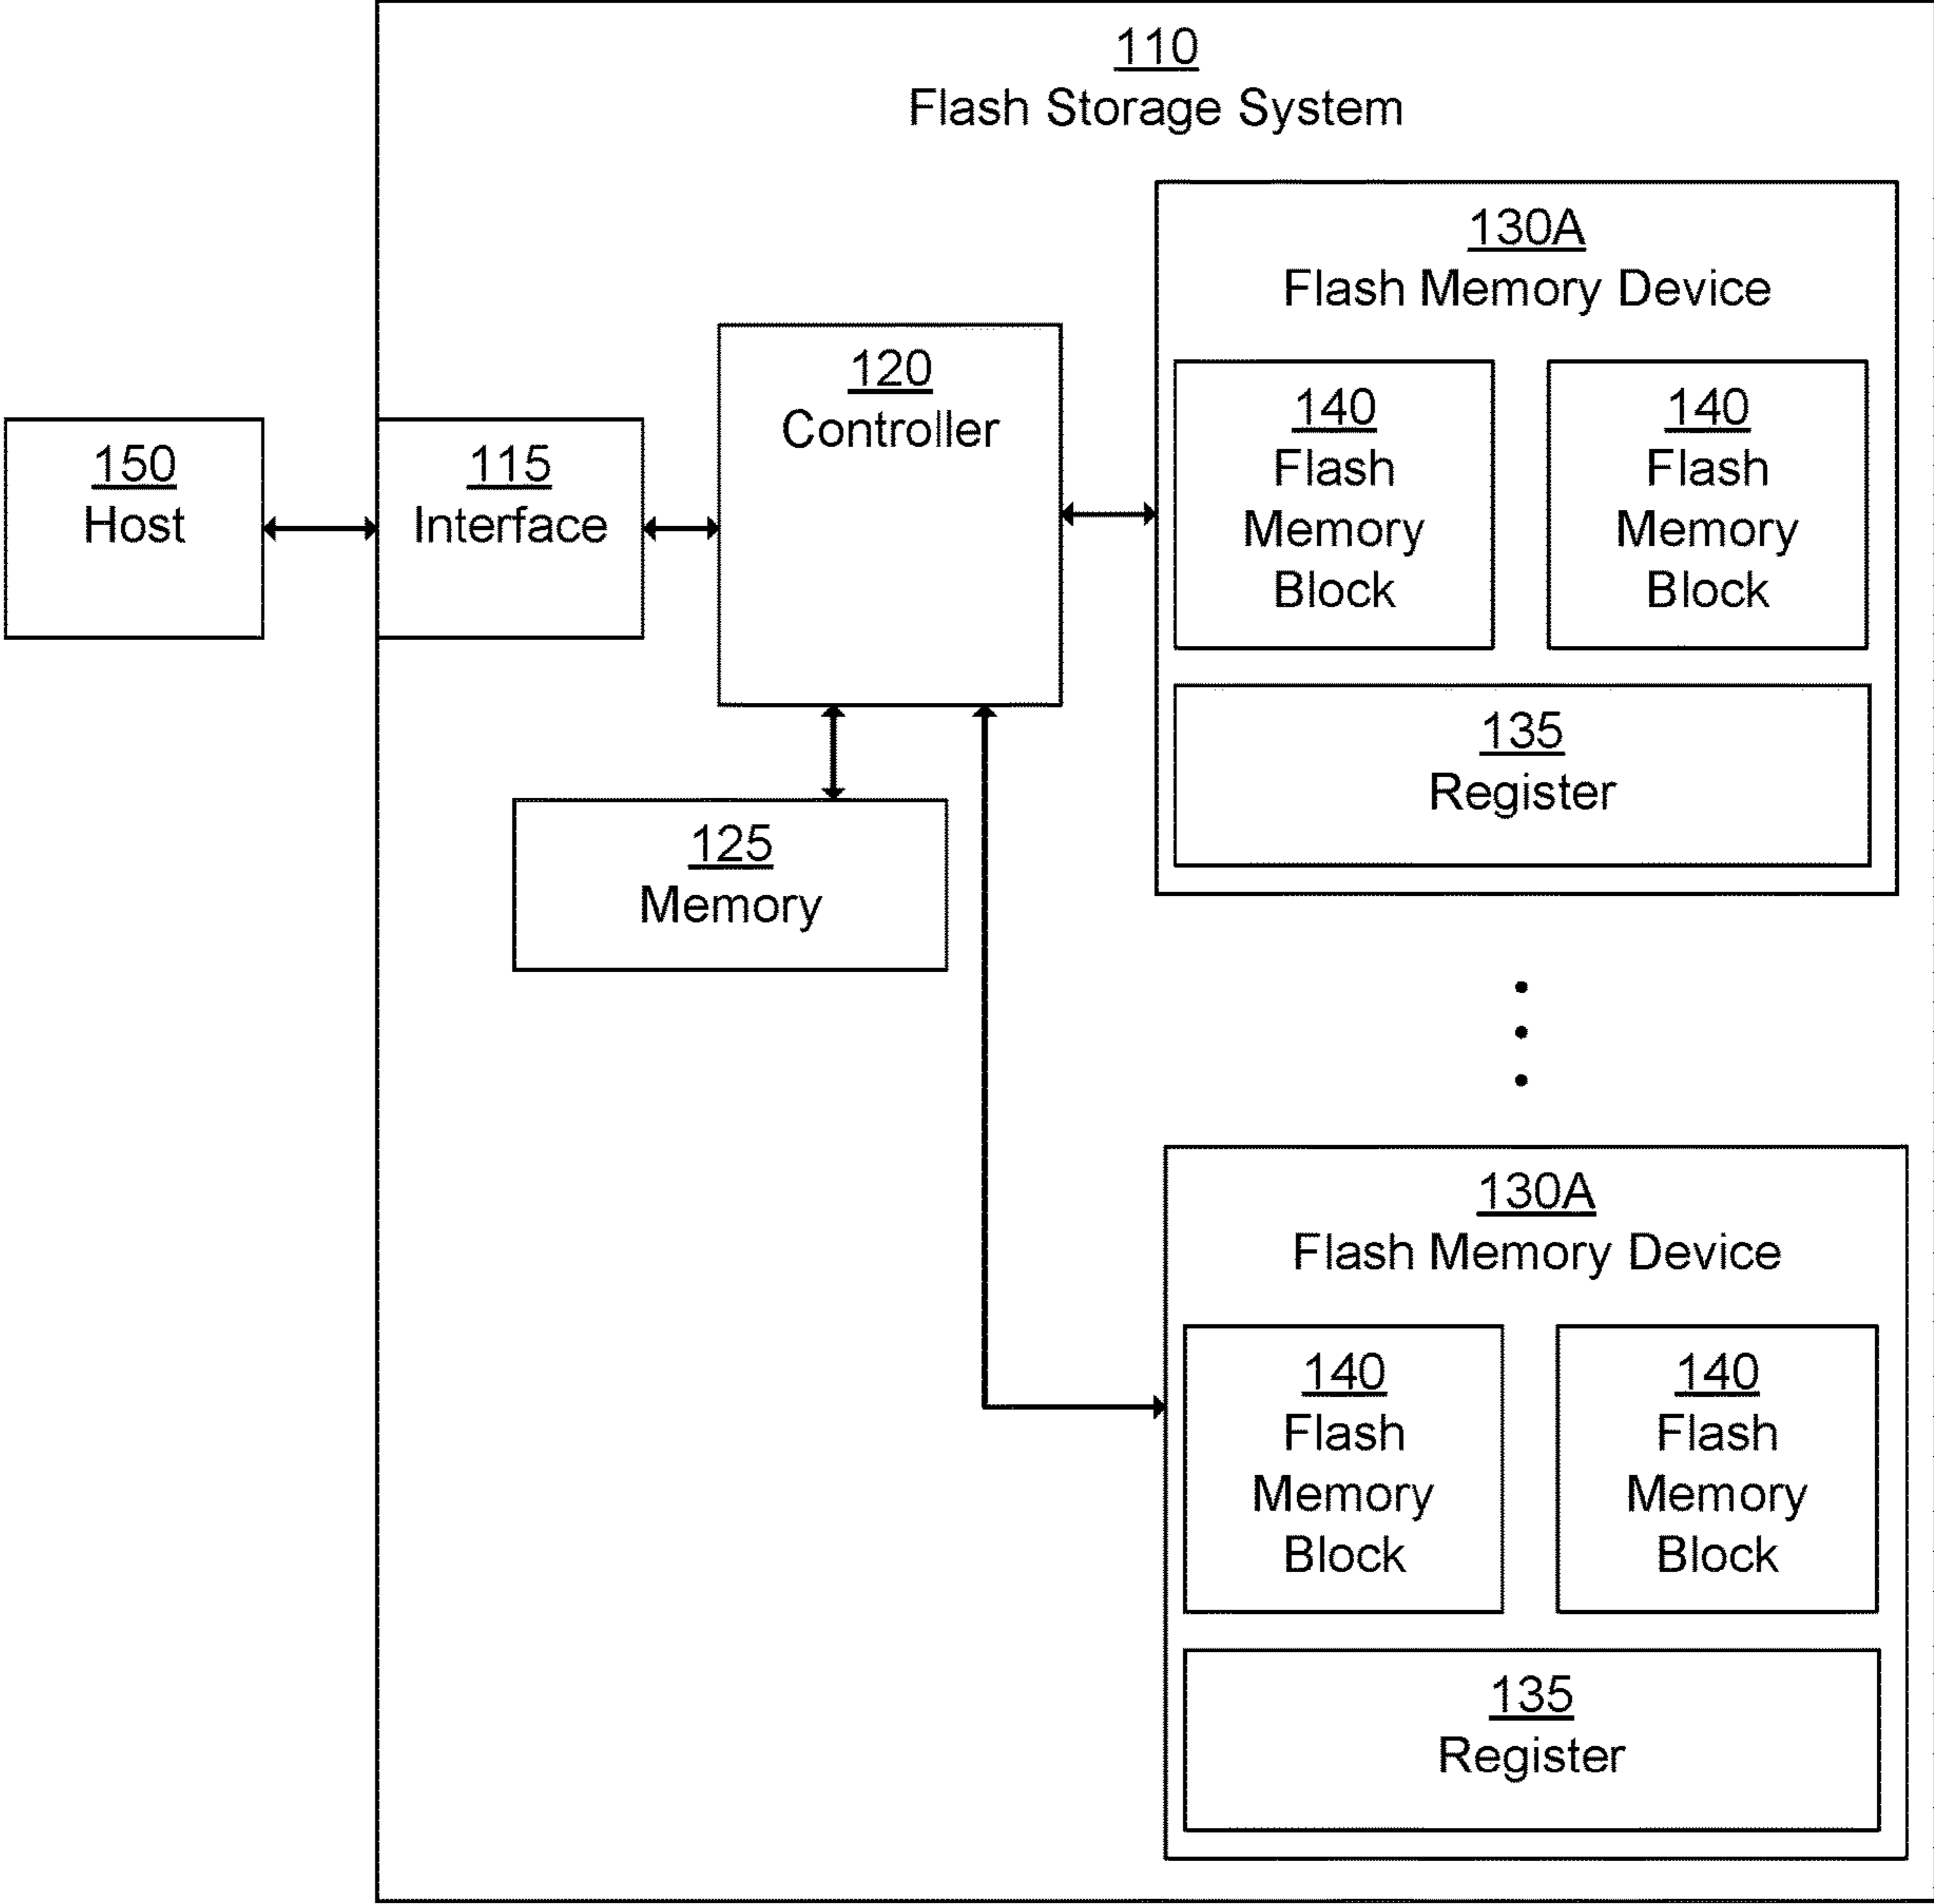 110
Flash Storage System
130A
Flash Memory Device
120
Controller
140
Flash
Memory
Block
140
Flash
Memory
Block
150
Host
115
Interface
135
Register
125
Memory
130A
Flash Memory Device
140
Flash
Memory
Block
140
Flash
Memory
Block
135
Register